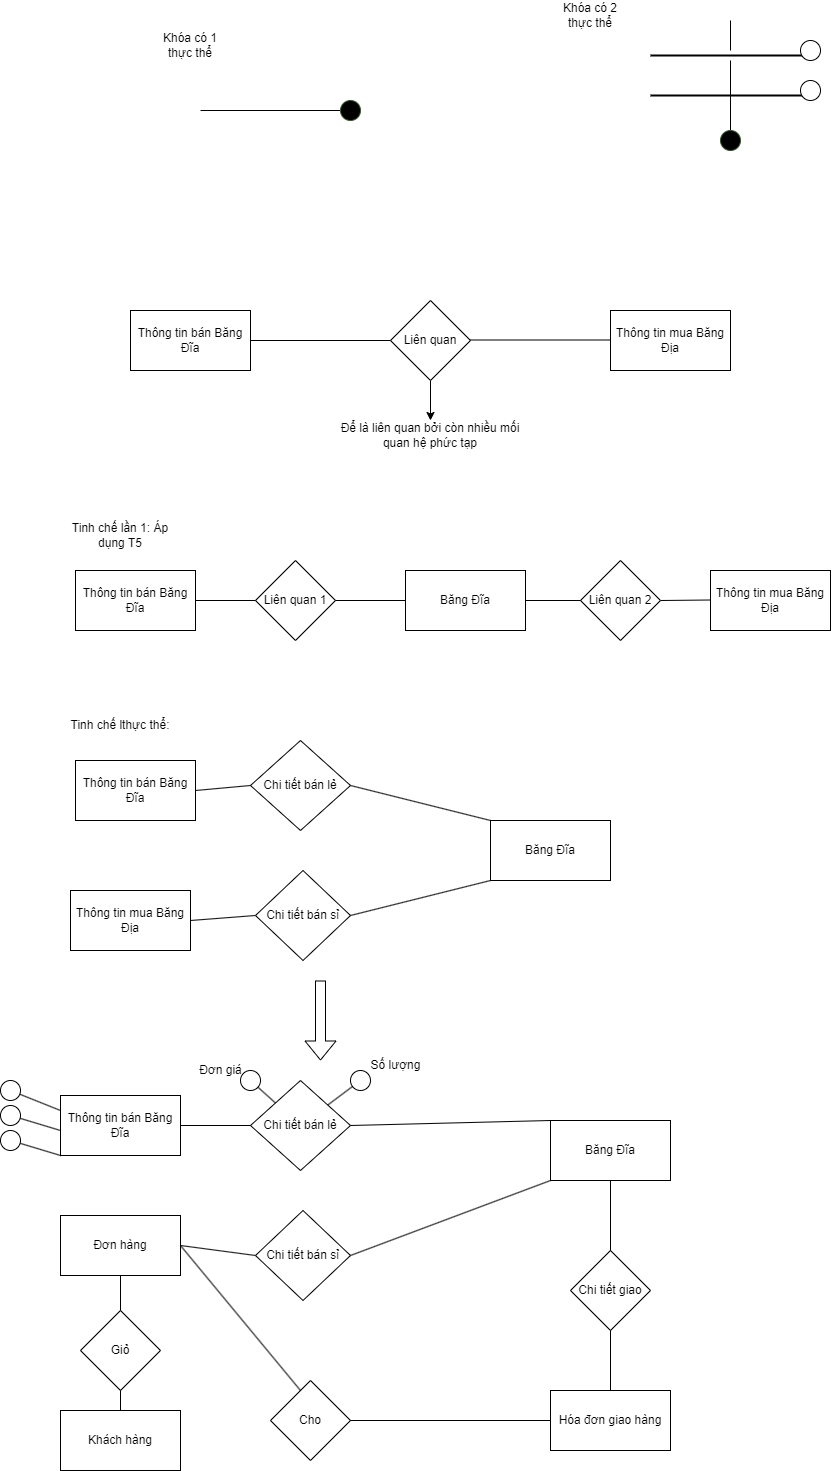 Khóa có 1
thực thể
Khóa có 2
thực thể
Thông tin bán Băng
Đĩa
Liên quan
Thông tin mua Băng
Địa
Để là liên quan bởi còn nhiều mối
quan hệ phức tạp
Tinh chế lần 1: Áp
dụng T5
Thông tin bán Băng
Đĩa
Liên quan 1
Băng Đĩa
Liên quan 2
Thông tin mua Băng
Địa
Tinh chế lthực thể:
Thông tin bán Băng
Đĩa
Chi tiết bán lẻ
Băng Đĩa
Thông tin mua Băng
Địa
Chi tiết bán sỉ
Đơn giá
Số lượng
Thông tin bán Băng
Đĩa
Chi tiết bán lẻ
Băng Đĩa
Đơn hàng
Chi tiết bán sỉ
Chi tiết giao
Giỏ
Cho
Hóa đơn giao hàng
Khách hàng